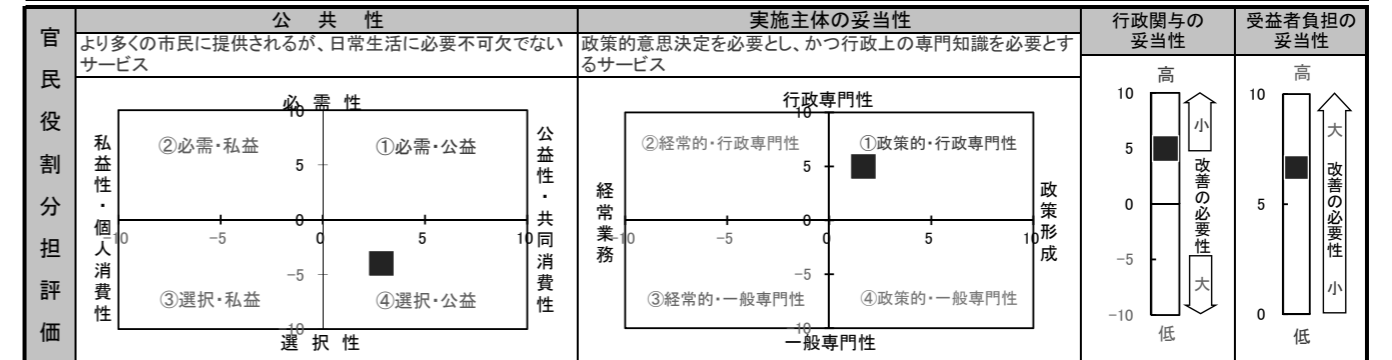 官民役割分担評価
公共性
より多くの市民に提供されるが、日常生活に必要不可欠でない
サービス
必需性
②必需・私益
①必需・公益
③選択・私益
④選択・公益
私益性・個人消費性
公益性・共同消費性
選択性
10
5
0
-5
-10
-10
-5
0
5
10
実施主体の妥当性
政策的意思決定を必要とし、かつ行政上の専門知識を必要とす
るサービス
行政専門性
②経常的・行政専門性
①政策的・行政専門性
③経常的・一般専門性
④政策的・一般専門性
経常業務
政策形成
一般専門性
10
5
0
-5
-10
-10
-5
0
5
10
行政関与の
妥当性
高
10
5
0
-5
-10
低
小
改善の必要性
大
受益者負担の
妥当性
高
10
5
0
低
大
改善の必要性
小